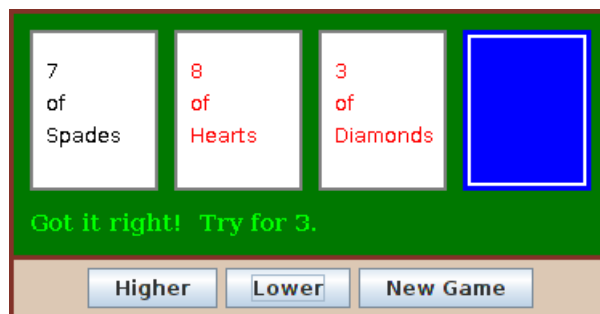 7
of
Spades
8
of
Hearts
3
of
Diamonds
Got it right!  Try for 3.
Higher
Lower
New Game